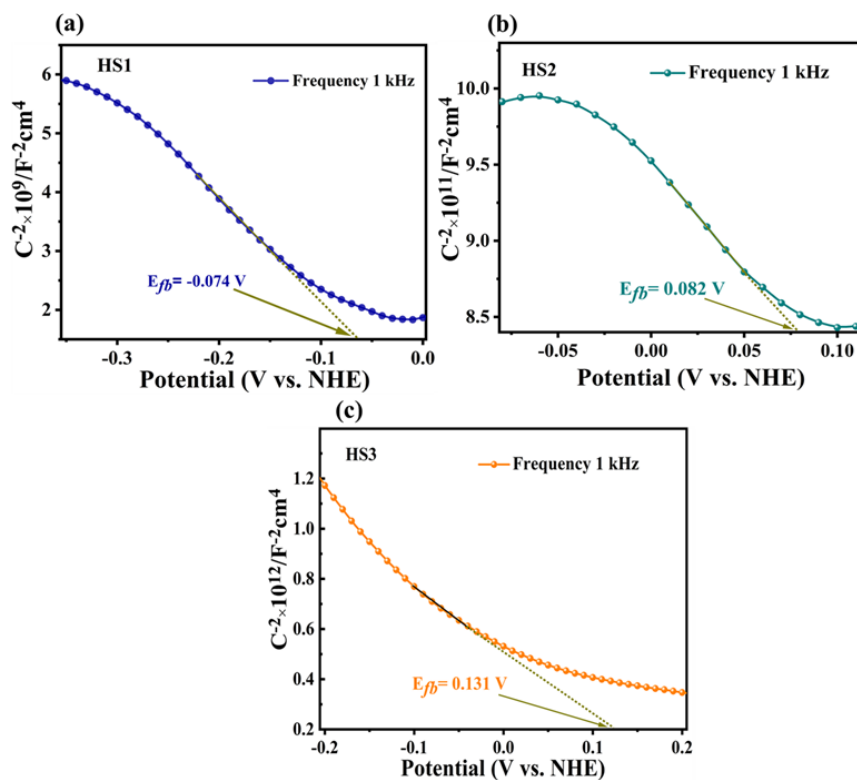 (a)
HS1
Frequency 1 kHz
C⁻²×10⁹/F⁻²cm⁴
6
5
4
3
2
E𝑓𝑏= -0.074 V
-0.3
-0.2
-0.1
0.0
Potential (V vs. NHE)
(b)
HS2
Frequency 1 kHz
C⁻²×10¹¹/F⁻²cm⁴
10.0
9.5
9.0
8.5
E𝑓𝑏= 0.082 V
-0.05
0.00
0.05
0.10
Potential (V vs. NHE)
(c)
HS3
Frequency 1 kHz
C⁻²×10¹²/F⁻²cm⁴
1.2
1.0
0.8
0.6
0.4
0.2
E𝑓𝑏= 0.131 V
-0.2
-0.1
0.0
0.1
0.2
Potential (V vs. NHE)